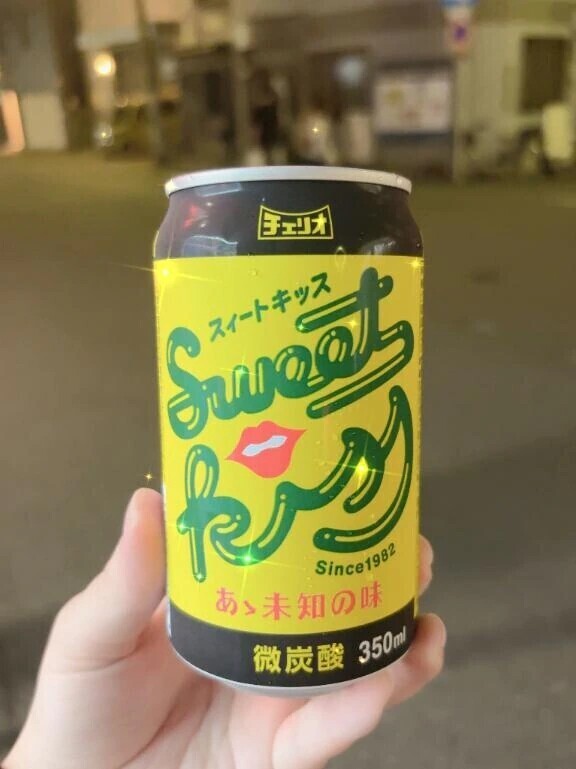 チェリオ
スィートキッス
Sweet
Kiss
Since1982
あゝ未知の味
微炭酸 350ml